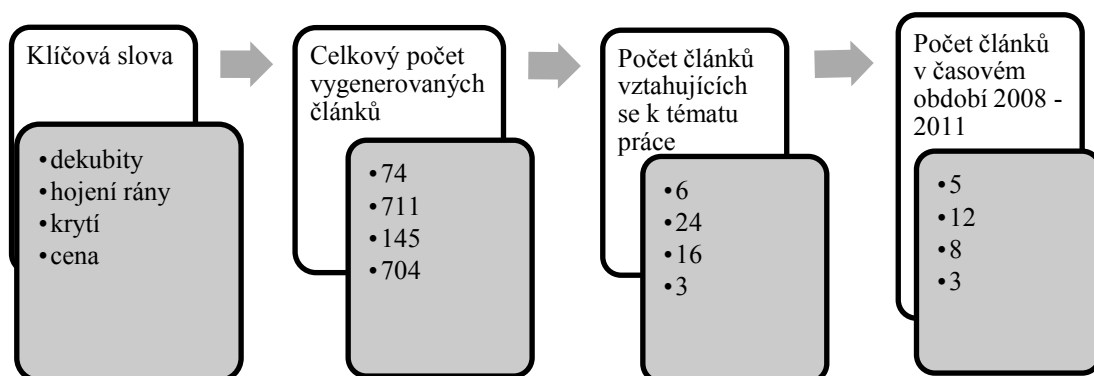 Klíčová slova
•dekubity
•hojení rány
•krytí
•cena
Celkový počet
vygenerovaných
článků
•74
•711
•145
•704
Počet článků
vztahujících
se k tématu
práce
•6
•24
•16
•3
Počet článků
v časovém
období 2008 -
2011
•5
•12
•8
•3